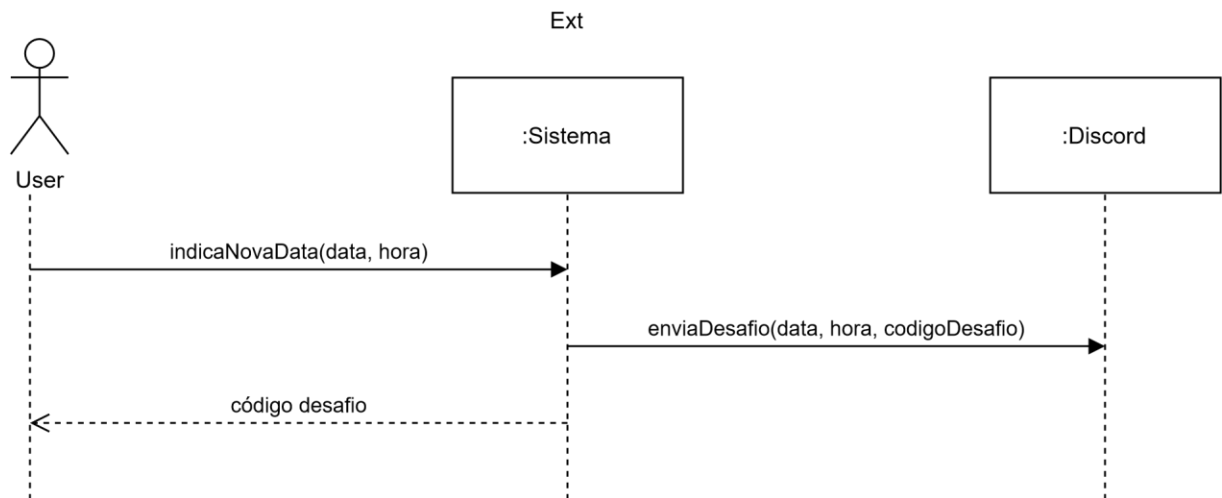 Ext
:Sistema
:Discord
User
indicaNovaData(data, hora)
enviaDesafio(data, hora, codigoDesafio)
código desafio